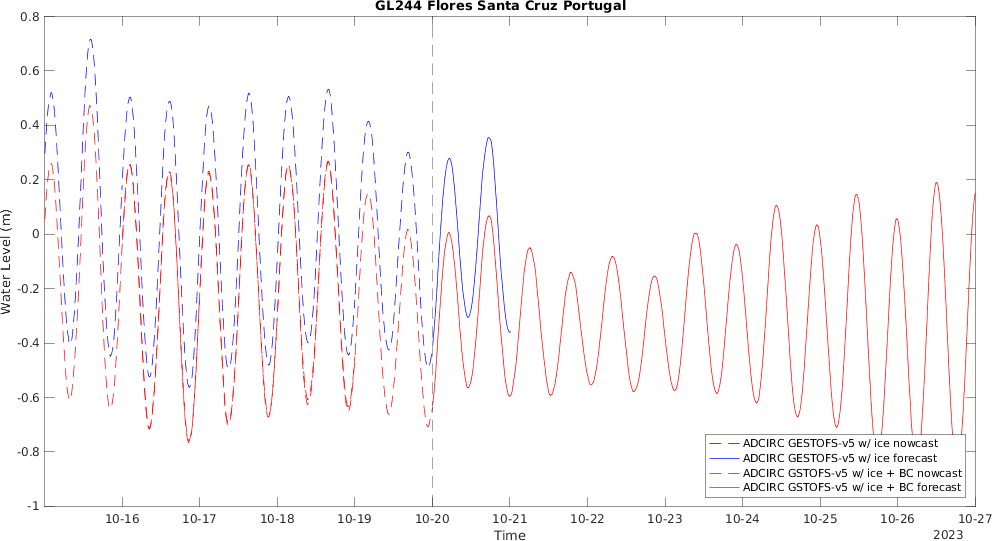 GL244 Flores Santa Cruz Portugal
0.8
0.6
0.4
0.2
0
-0.2
-0.4
-0.6
-0.8
-1
Water Level (m)
ADCIRC GESTOFS-v5 w/ ice nowcast
ADCIRC GESTOFS-v5 w/ ice forecast
ADCIRC GSTOFS-v5 w/ ice + BC nowcast
ADCIRC GSTOFS-v5 w/ ice + BC forecast
10-16 10-17 10-18 10-19 10-20 10-21 10-22 10-23 10-24 10-25 10-26 10-27
Time
2023